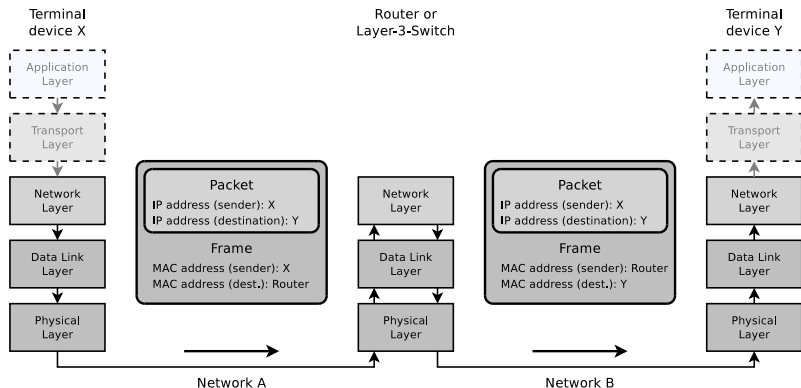 Terminal
device X
Router or
Layer-3-Switch
Terminal
device Y
Application
Layer
Transport
Layer
Network
Layer
Data Link
Layer
Physical
Layer
Packet
IP address (sender): X
IP address (destination): Y
Frame
MAC address (sender): X
MAC address (dest.): Router
Network
Layer
Data Link
Layer
Physical
Layer
Packet
IP address (sender): X
IP address (destination): Y
Frame
MAC address (sender): Router
MAC address (dest.): Y
Application
Layer
Transport
Layer
Network
Layer
Data Link
Layer
Physical
Layer
Network A
Network B